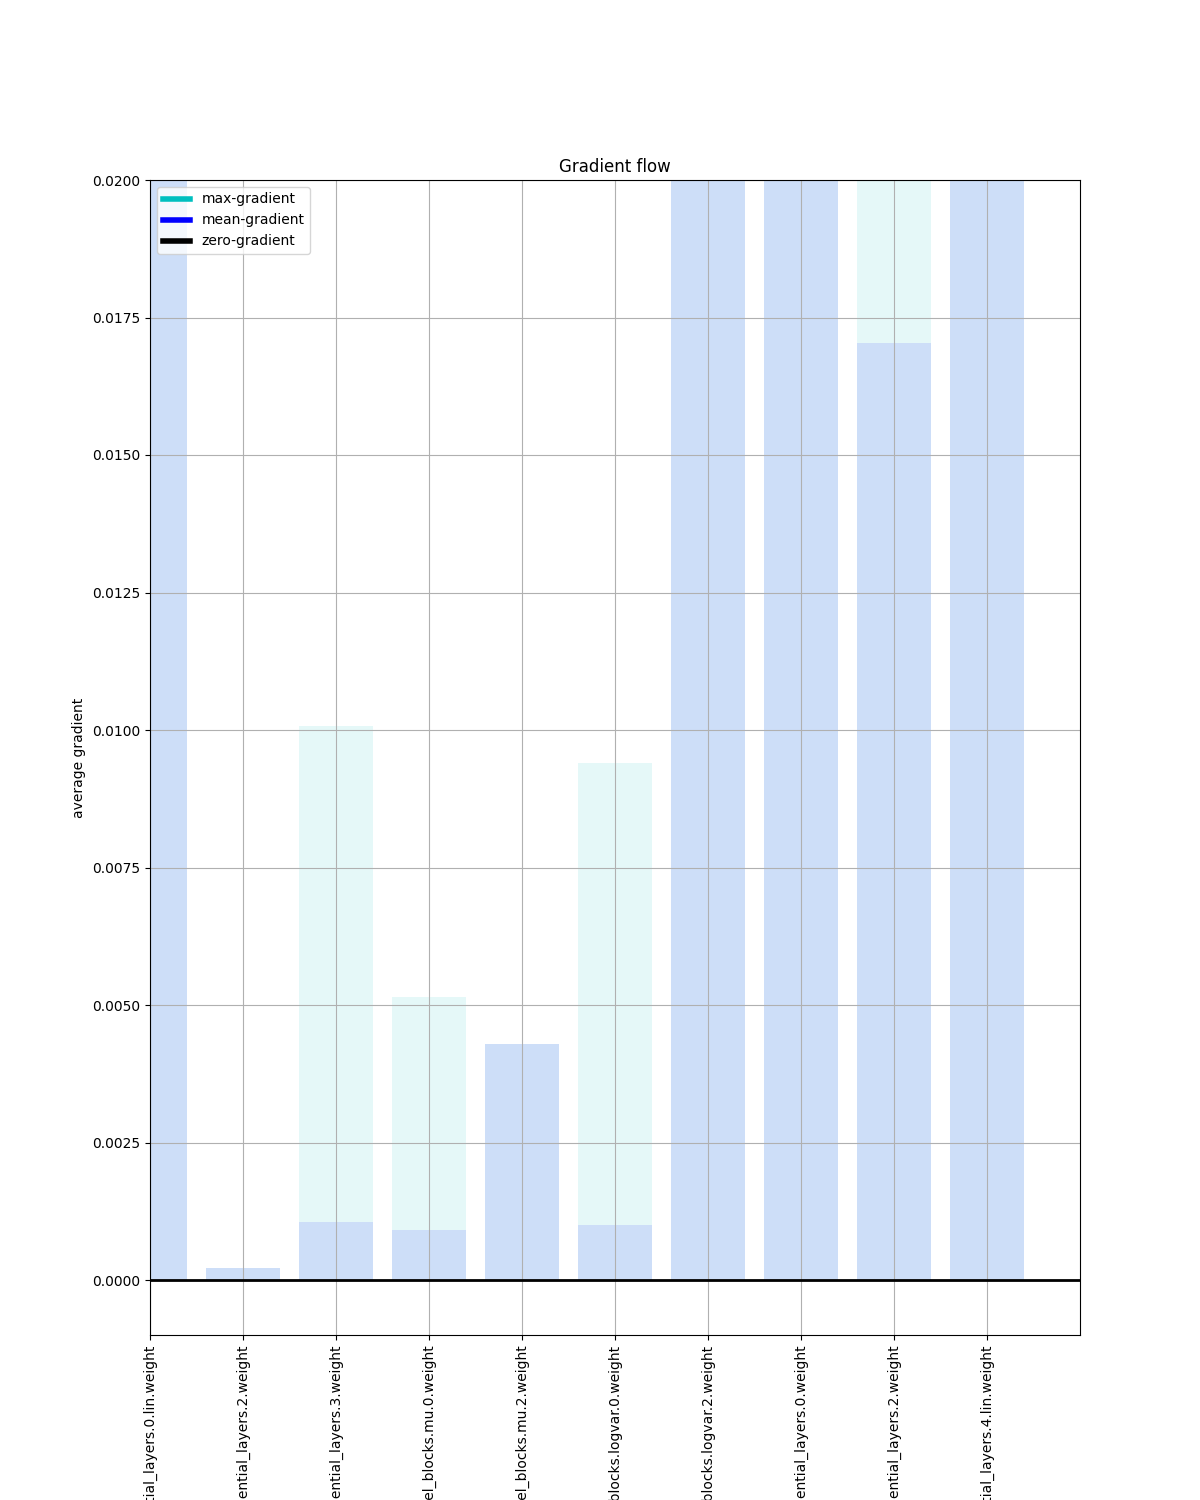 Gradient flow
max-gradient
mean-gradient
zero-gradient
0.0200
0.0175
0.0150
0.0125
0.0100
0.0075
0.0050
0.0025
0.0000
average gradient
tial_layers.0.lin.weight
ential_layers.2.weight
ential_layers.3.weight
el_blocks.mu.0.weight
el_blocks.mu.2.weight
blocks.logvar.0.weight
blocks.logvar.2.weight
ential_layers.0.weight
ential_layers.2.weight
tial_layers.4.lin.weight